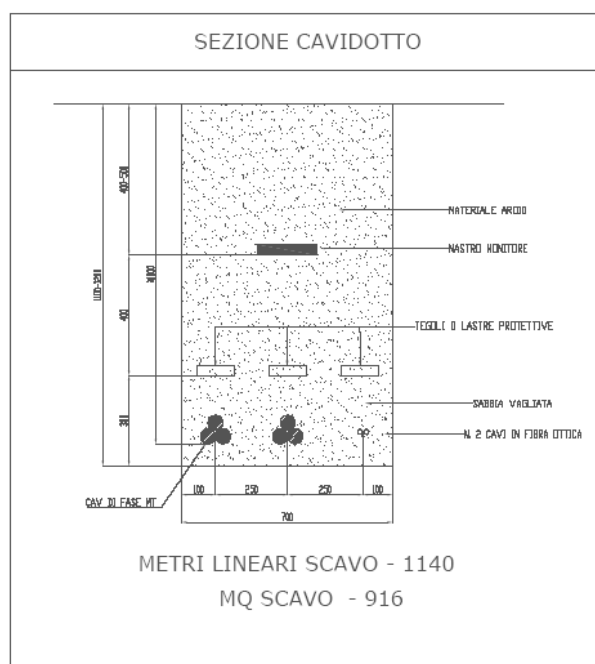 SEZIONE CAVIDOTTO
400-500
MATERIALE ARIDO
NASTRO MONITORE
1100-1200
400
TEGOLI O LASTRE PROTETTIVE
300
SABBIA VAGLIATA
N. 2 CAVI IN FIBRA OTTICA
100 250 250 100
CAVI DI FASE MT
700
METRI LINEARI SCAVO - 1140
MQ SCAVO - 916